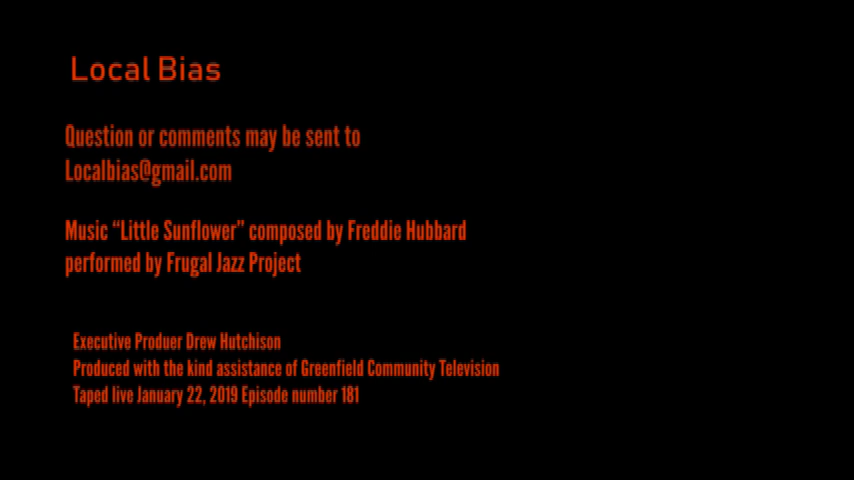 Local Bias
Question or comments may be sent to
Localbias@gmail.com
Music “Little Sunflower” composed by Freddie Hubbard
performed by Frugal Jazz Project
Executive Produer Drew Hutchison
Produced with the kind assistance of Greenfield Community Television
Taped live January 22, 2019 Episode number 181